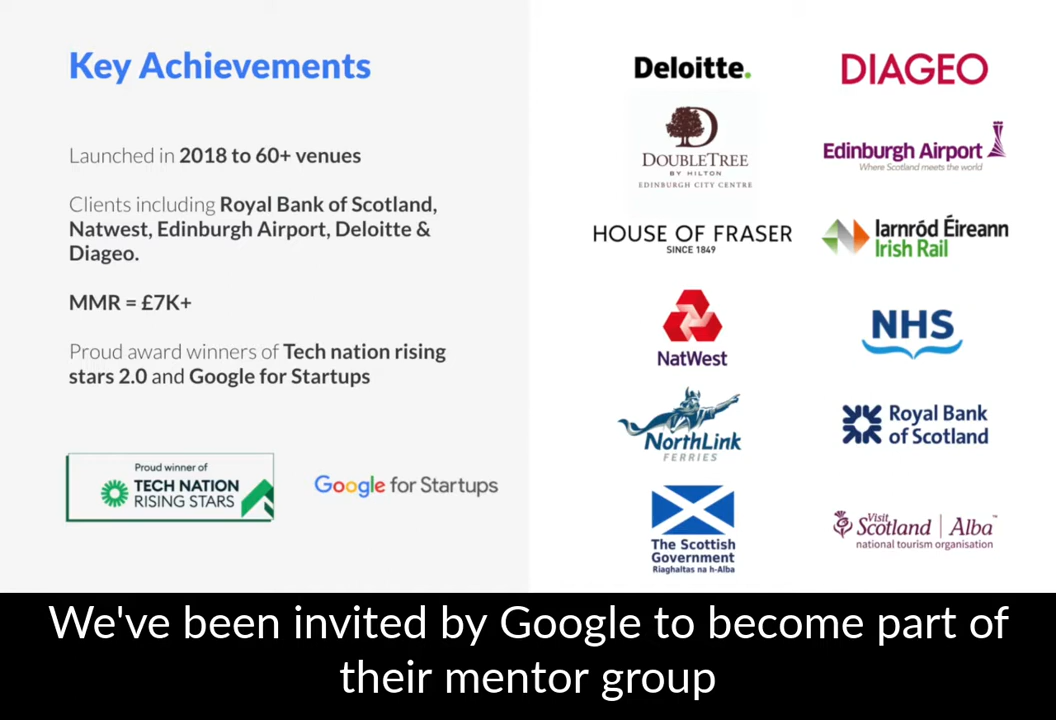 Key Achievements
Launched in 2018 to 60+ venues
Clients including Royal Bank of Scotland,
Natwest, Edinburgh Airport, Deloitte &
Diageo.
MMR = £7K+
Proud award winners of Tech nation rising
stars 2.0 and Google for Startups
Proud winner of
TECH NATION
RISING STARS
Google for Startups
Deloitte.
DIAGEO
D
DOUBLETREE
BY HILTON
EDINBURGH CITY CENTRE
Edinburgh Airport
Where Scotland meets the world
HOUSE OF FRASER
SINCE 1849
Iarnród Éireann
Irish Rail
NatWest
NHS
NORTHLINK
FERRIES
Royal Bank
of Scotland
The Scottish
Government
Riaghaltas na h-Alba
Visit
Scotland | Alba™
national tourism organisation
We've been invited by Google to become part of
their mentor group